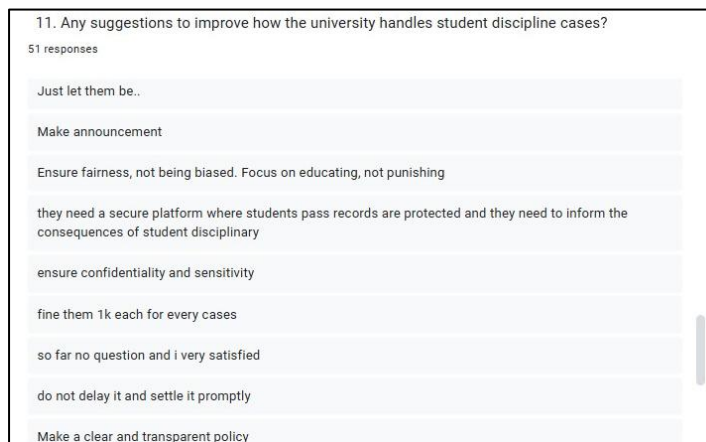 11. Any suggestions to improve how the university handles student discipline cases?
51 responses
Just let them be..
Make announcement
Ensure fairness, not being biased. Focus on educating, not punishing
they need a secure platform where students pass records are protected and they need to inform the
consequences of student disciplinary
ensure confidentiality and sensitivity
fine them 1k each for every cases
so far no question and i very satisfied
do not delay it and settle it promptly
Make a clear and transparent policy